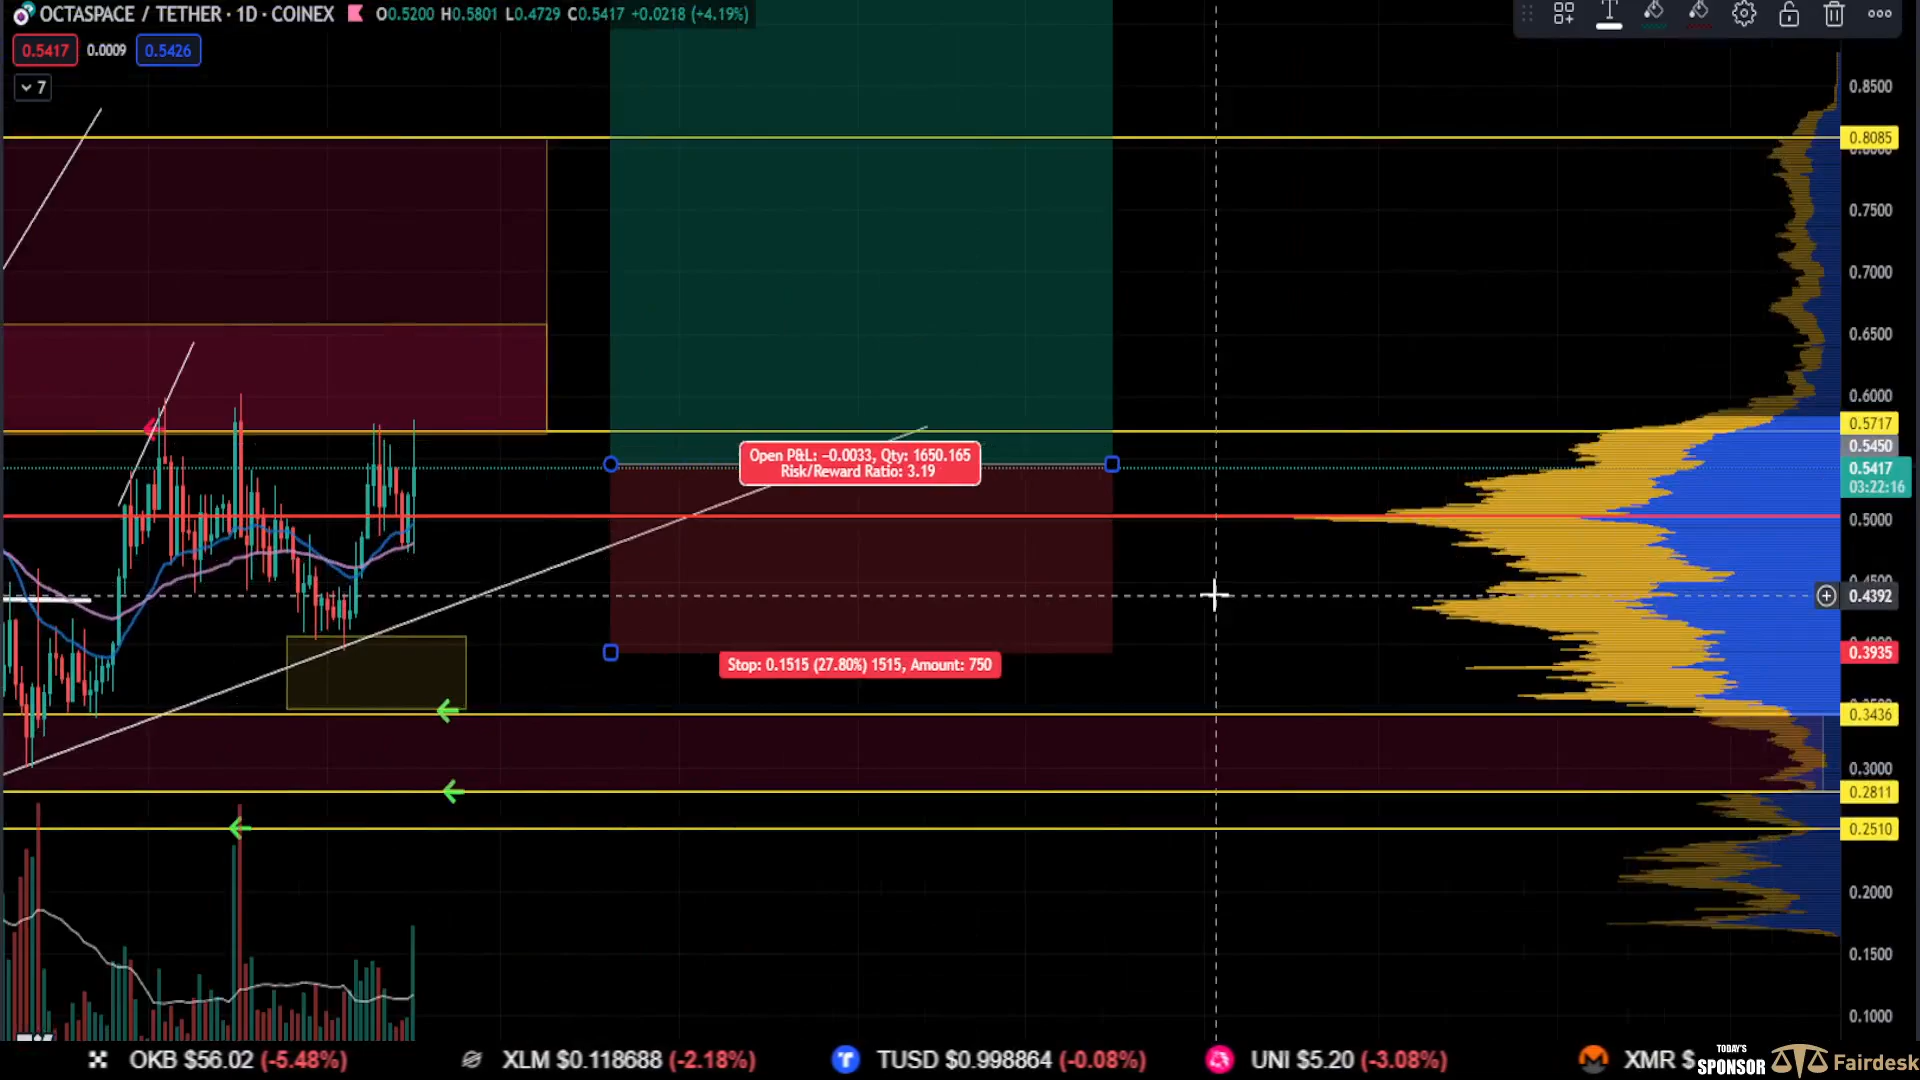 OCTASPACE / TETHER · 1D · COINEX O0.5200 H0.5801 L0.4729 C0.5417 +0.0218 (+4.19%)
0.5417 0.0009 0.5426
7
0.8500
0.8085
0.7500
0.7000
0.6500
0.6000
0.5717
0.5450
0.5417
03:22:16
0.5000
0.4392
0.3935
0.3436
0.3000
0.2811
0.2510
0.2000
0.1500
0.1000
Open P&L: −0.0033, Qty: 1650.165
Risk/Reward Ratio: 3.19
Stop: 0.1515 (27.80%) 1515, Amount: 750
OKB $56.02 (-5.48%) XLM $0.118688 (-2.18%) TUSD $0.998864 (-0.08%) UNI $5.20 (-3.08%) XMR $
TODAY'S
SPONSOR
Fairdesk